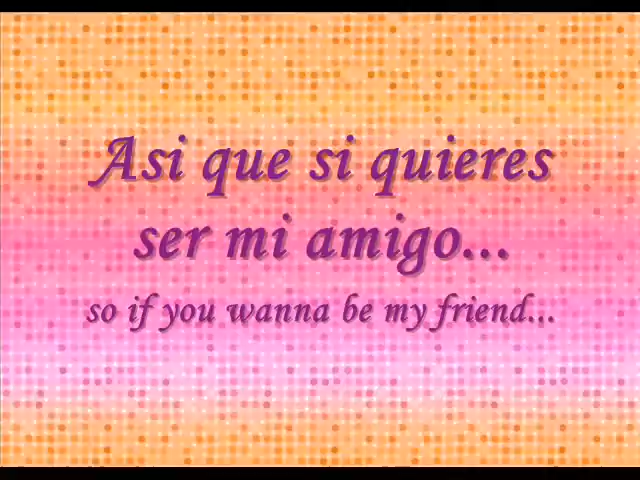 Asi que si quieres
ser mi amigo...
so if you wanna be my friend...